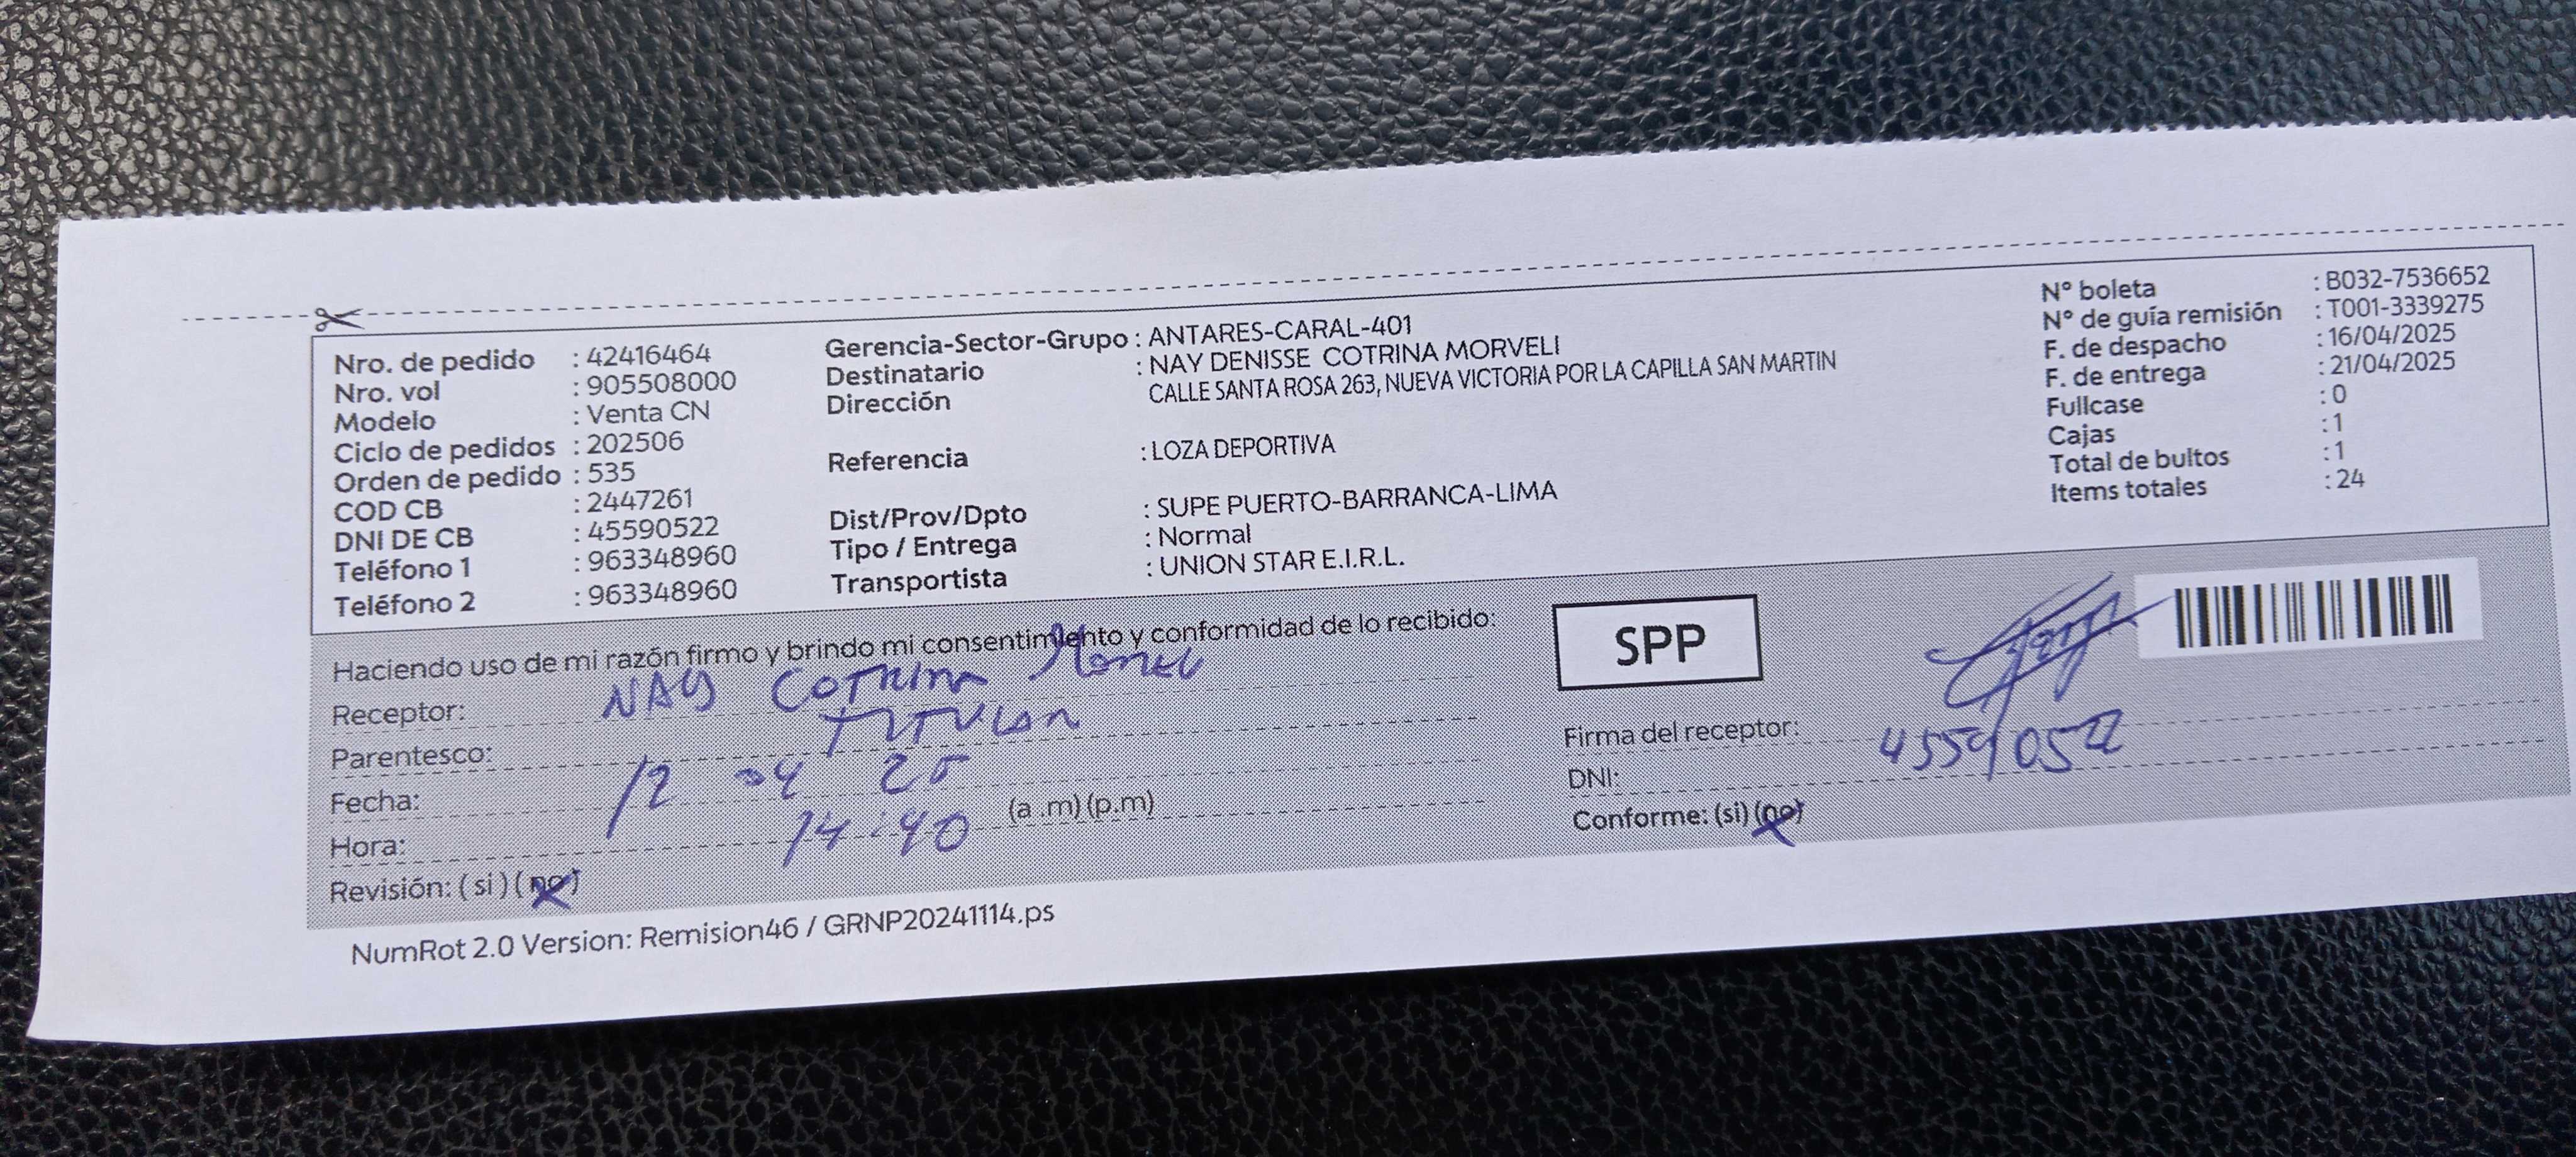 Nro. de pedido : 42416464
Nro. vol : 905508000
Modelo : Venta CN
Ciclo de pedidos : 202506
Orden de pedido : 535
COD CB : 2447261
DNI DE CB : 45590522
Teléfono 1 : 963348960
Teléfono 2 : 963348960
Gerencia-Sector-Grupo : ANTARES-CARAL-401
Destinatario : NAY DENISSE COTRINA MORVELI
Dirección CALLE SANTA ROSA 263, NUEVA VICTORIA POR LA CAPILLA SAN MARTIN
Referencia : LOZA DEPORTIVA
Dist/Prov/Dpto : SUPE PUERTO-BARRANCA-LIMA
Tipo / Entrega : Normal
Transportista : UNION STAR E.I.R.L.
N° boleta : B032-7536652
N° de guía remisión : T001-3339275
F. de despacho : 16/04/2025
F. de entrega : 21/04/2025
Fullcase : 0
Cajas : 1
Total de bultos : 1
Items totales : 24
Haciendo uso de mi razón firmo y brindo mi consentimiento y conformidad de lo recibido:
Receptor: NAY COTRINA
Parentesco: TITULAR
Fecha: 12 04 25
Hora: 14:40 (a .m) (p.m)
Revisión: ( si ) ( no )
SPP
Firma del receptor:
DNI: 45590522
Conforme: (si) (no)
NumRot 2.0 Version: Remision46 / GRNP20241114.ps